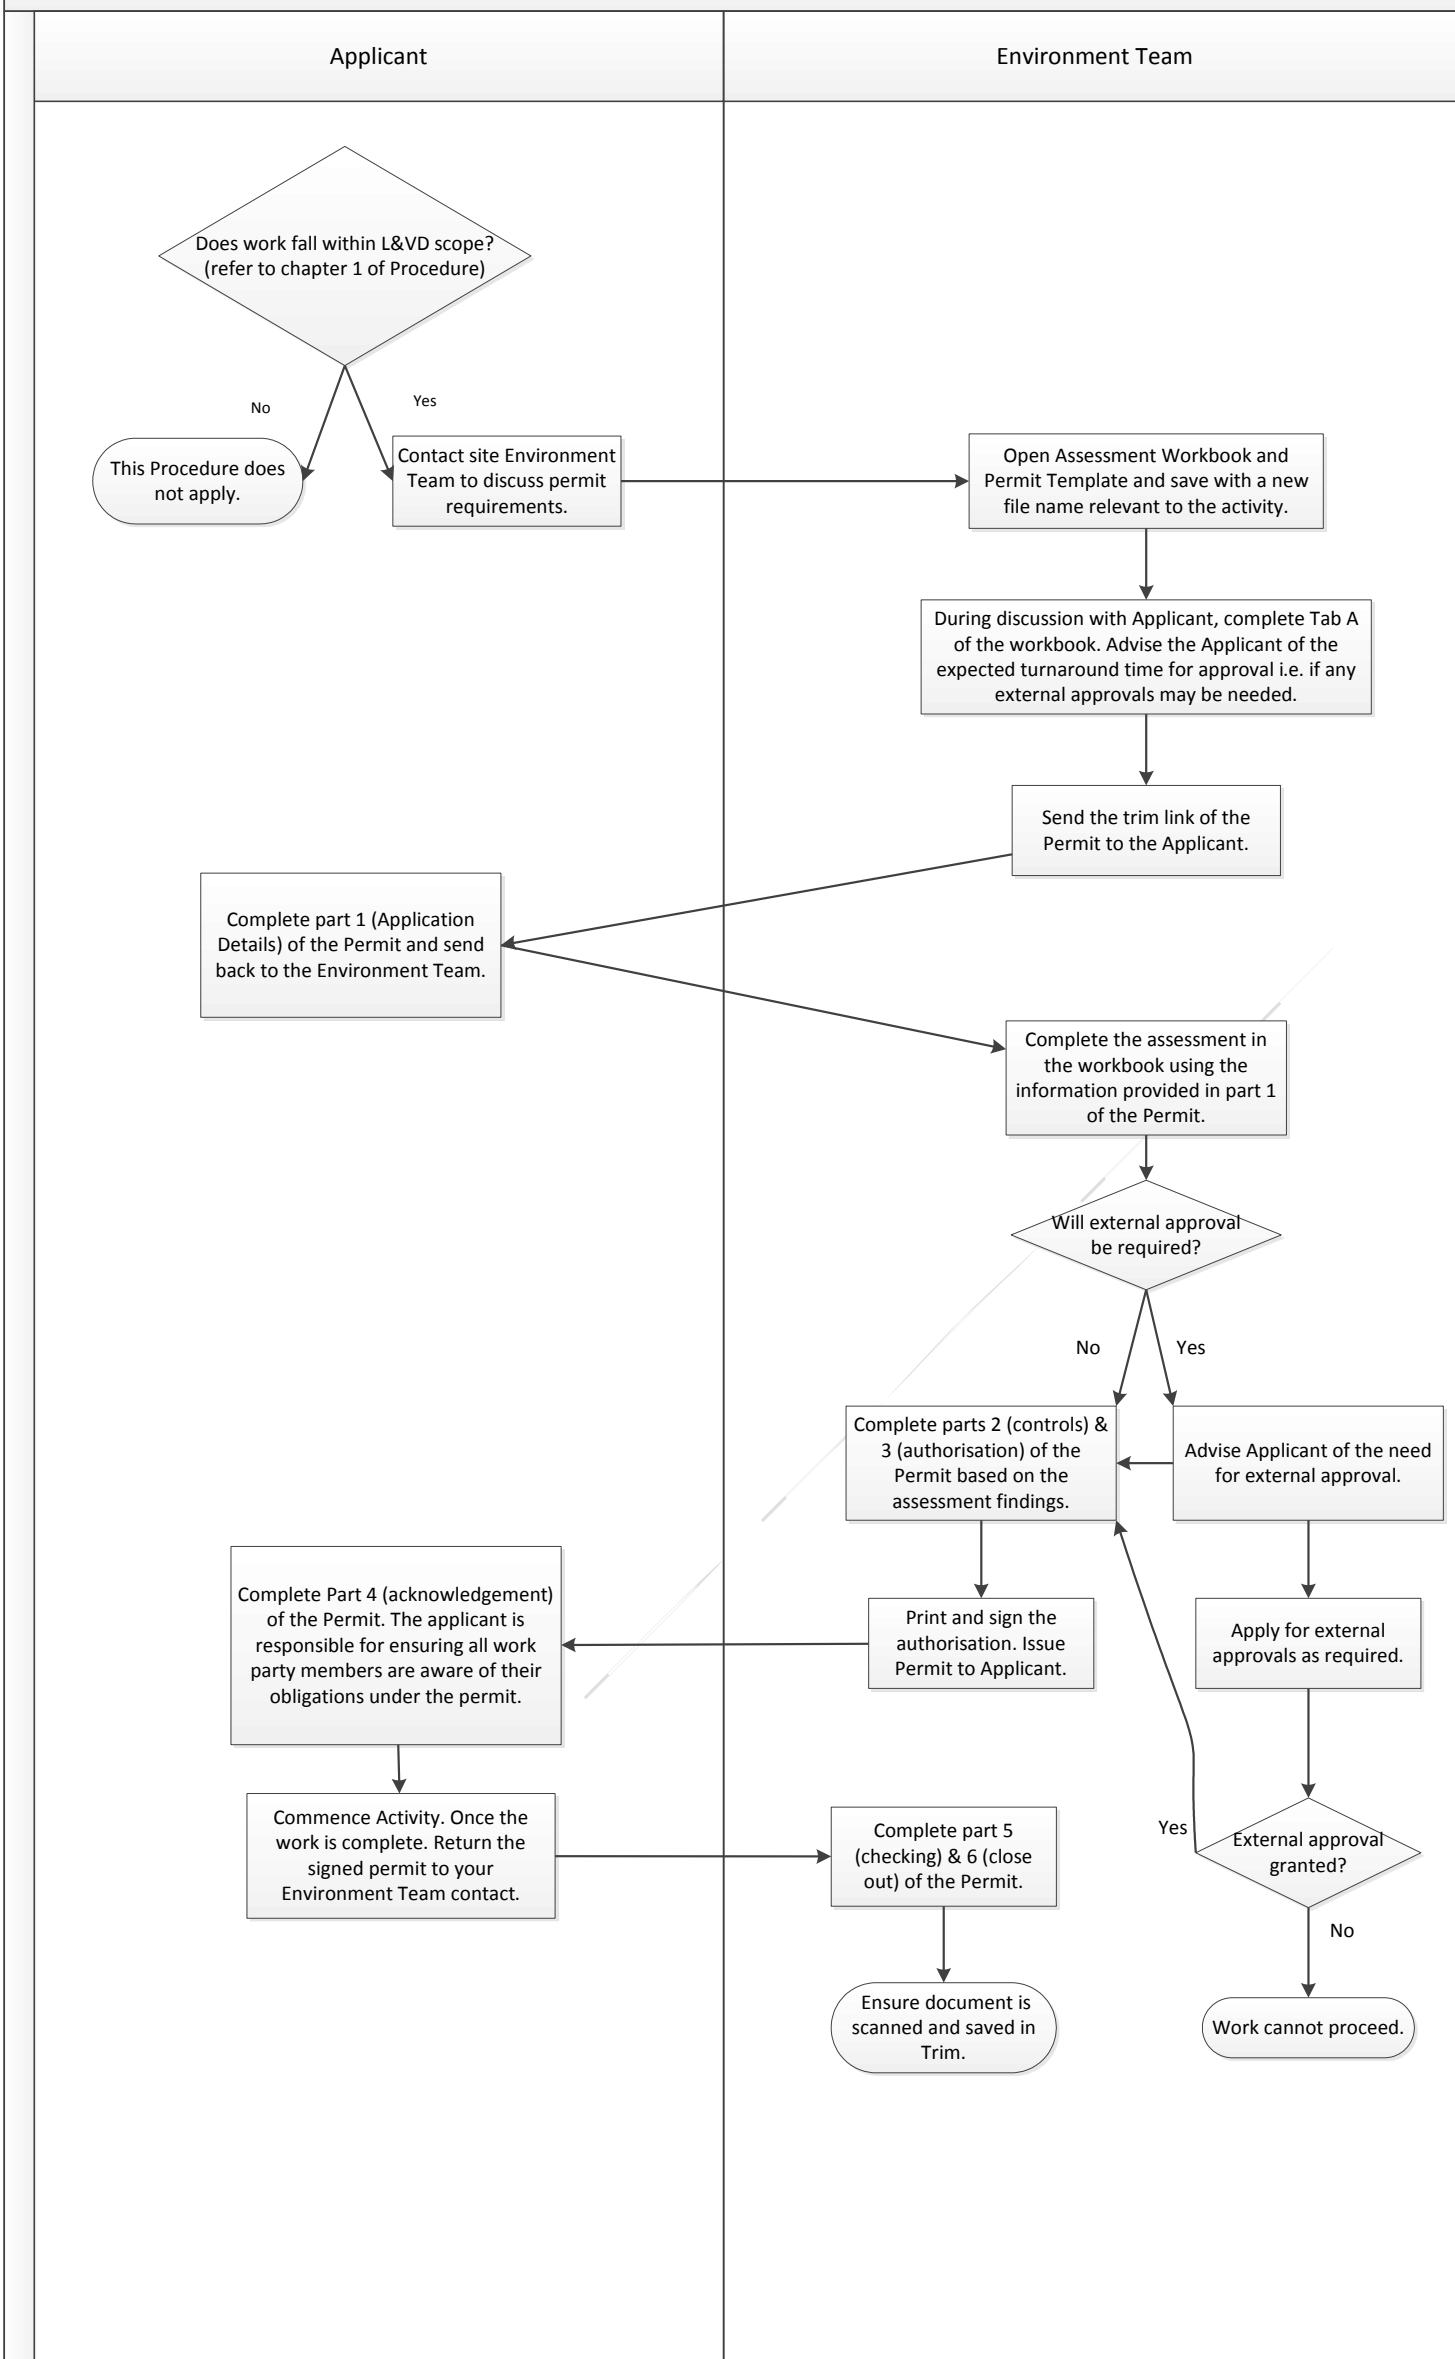 Applicant
Environment Team
Does work fall within L&VD scope?
(refer to chapter 1 of Procedure)
No
Yes
This Procedure does
not apply.
Contact site Environment
Team to discuss permit
requirements.
Open Assessment Workbook and
Permit Template and save with a new
file name relevant to the activity.
During discussion with Applicant, complete Tab A
of the workbook. Advise the Applicant of the
expected turnaround time for approval i.e. if any
external approvals may be needed.
Send the trim link of the
Permit to the Applicant.
Complete part 1 (Application
Details) of the Permit and send
back to the Environment Team.
Complete the assessment in
the workbook using the
information provided in part 1
of the Permit.
Will external approval
be required?
No
Yes
Complete parts 2 (controls) &
3 (authorisation) of the
Permit based on the
assessment findings.
Advise Applicant of the need
for external approval.
Complete Part 4 (acknowledgement)
of the Permit. The applicant is
responsible for ensuring all work
party members are aware of their
obligations under the permit.
Print and sign the
authorisation. Issue
Permit to Applicant.
Apply for external
approvals as required.
Commence Activity. Once the
work is complete. Return the
signed permit to your
Environment Team contact.
Complete part 5
(checking) & 6 (close
out) of the Permit.
Yes
External approval
granted?
No
Ensure document is
scanned and saved in
Trim.
Work cannot proceed.